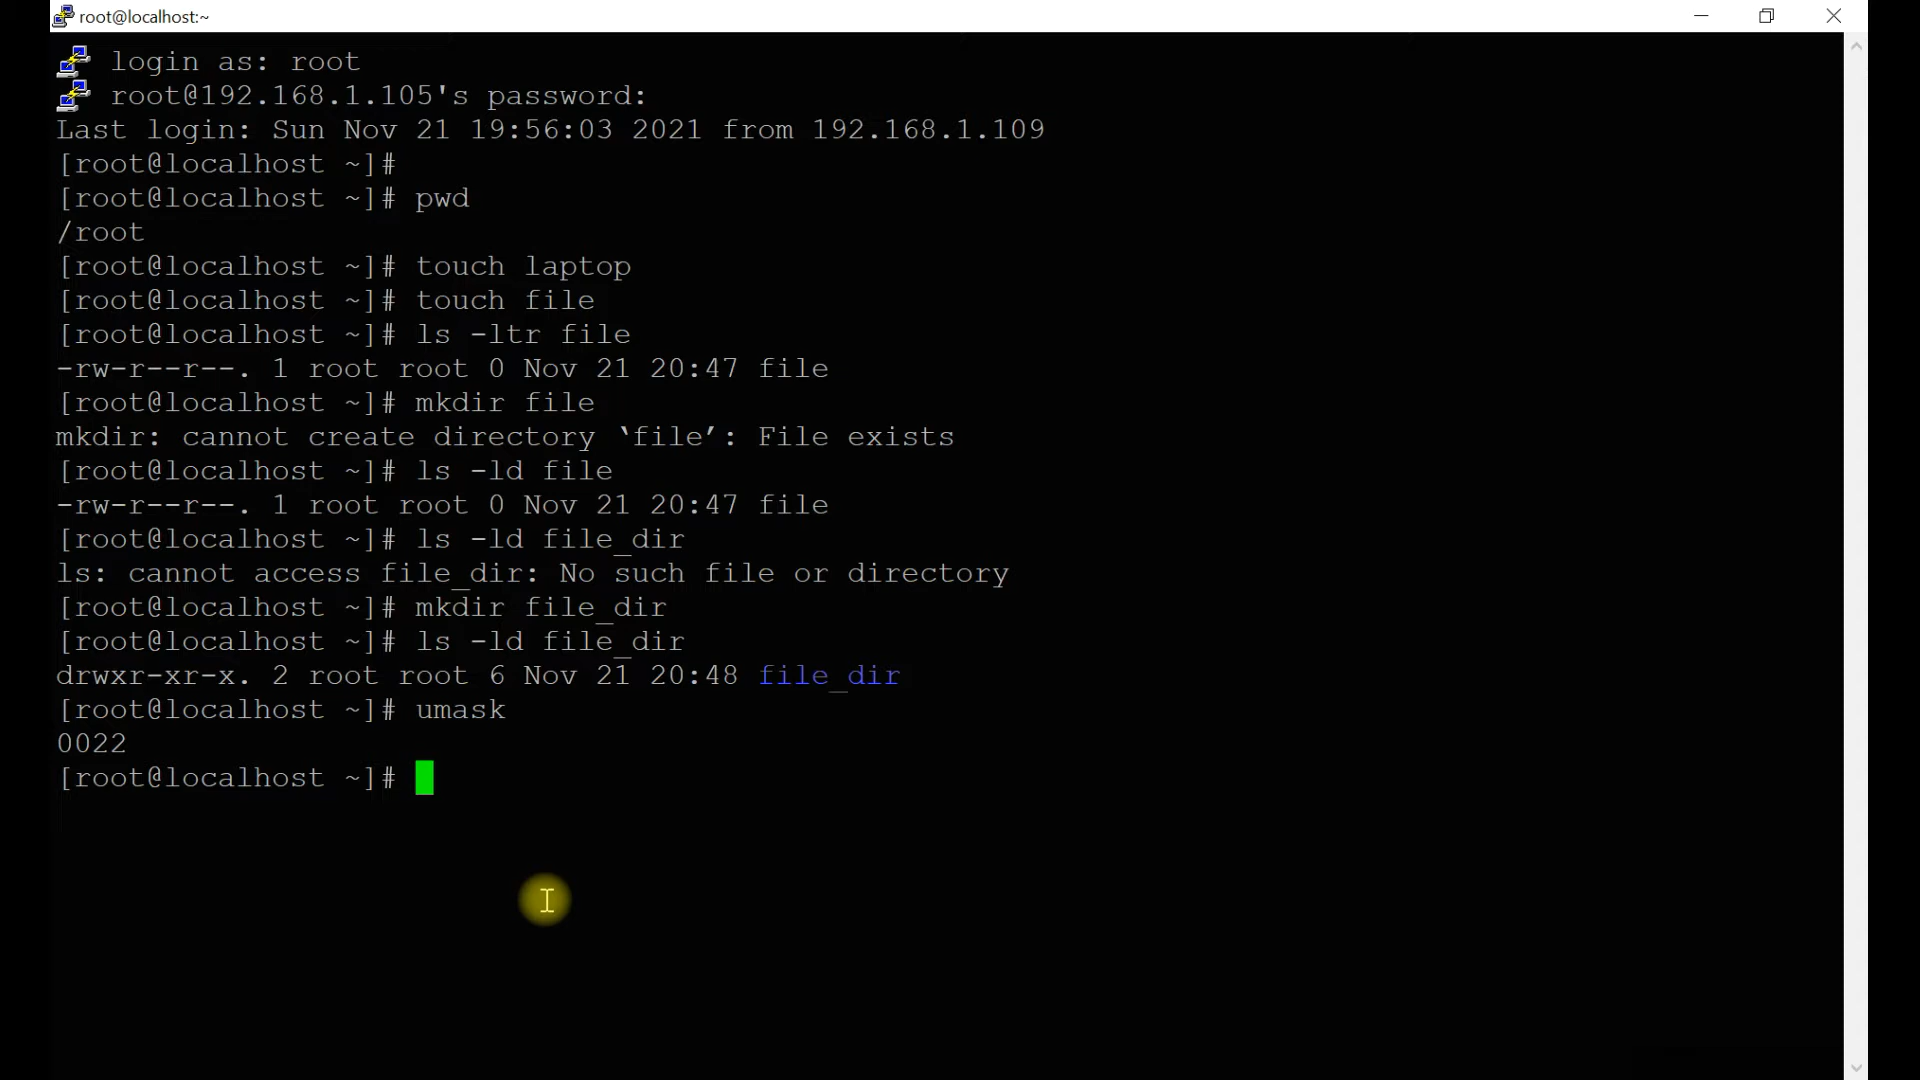 root@localhost:~
login as: root
root@192.168.1.105's password:
Last login: Sun Nov 21 19:56:03 2021 from 192.168.1.109
[root@localhost ~]#
[root@localhost ~]# pwd
/root
[root@localhost ~]# touch laptop
[root@localhost ~]# touch file
[root@localhost ~]# ls -ltr file
-rw-r--r--. 1 root root 0 Nov 21 20:47 file
[root@localhost ~]# mkdir file
mkdir: cannot create directory ‘file’: File exists
[root@localhost ~]# ls -ld file
-rw-r--r--. 1 root root 0 Nov 21 20:47 file
[root@localhost ~]# ls -ld file_dir
ls: cannot access file_dir: No such file or directory
[root@localhost ~]# mkdir file_dir
[root@localhost ~]# ls -ld file_dir
drwxr-xr-x. 2 root root 6 Nov 21 20:48 file_dir
[root@localhost ~]# umask
0022
[root@localhost ~]#